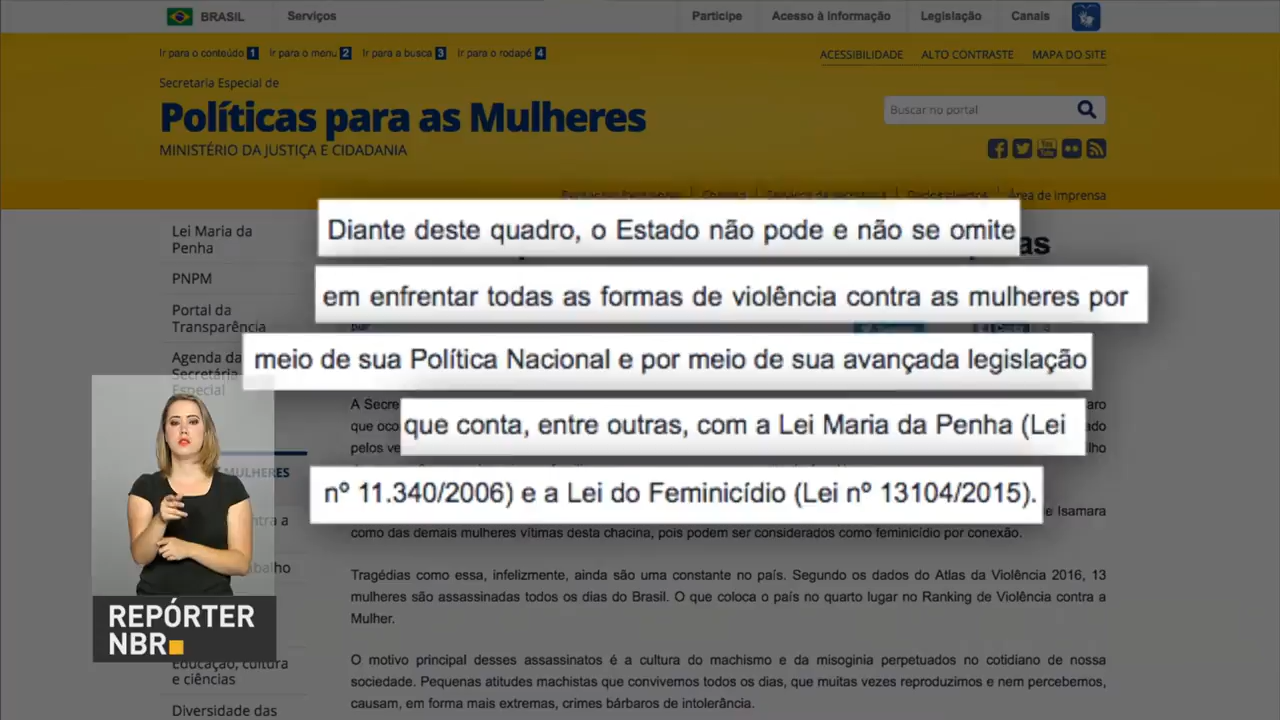 BRASIL Serviços Participe Acesso à informação Legislação Canais
Ir para o conteúdo 1 Ir para o menu 2 Ir para a busca 3 Ir para o rodapé 4 ACESSIBILIDADE ALTO CONTRASTE MAPA DO SITE
Secretaria Especial de
Políticas para as Mulheres
MINISTÉRIO DA JUSTIÇA E CIDADANIA
Buscar no portal
Área de imprensa
Diante deste quadro, o Estado não pode e não se omite
em enfrentar todas as formas de violência contra as mulheres por
meio de sua Política Nacional e por meio de sua avançada legislação
que conta, entre outras, com a Lei Maria da Penha (Lei
nº 11.340/2006) e a Lei do Feminicídio (Lei nº 13104/2015).
Lei Maria da
Penha
PNPM
Portal da
Transparência
Agenda da
Secretária
Especial
MULHERES
Educação, cultura
e ciências
Diversidade das
A
que
pelos
e Isamara
como das demais mulheres vítimas desta chacina, pois podem ser considerados como feminicídio por conexão.
Tragédias como essa, infelizmente, ainda são uma constante no país. Segundo os dados do Atlas da Violência 2016, 13
mulheres são assassinadas todos os dias do Brasil. O que coloca o país no quarto lugar no Ranking de Violência contra a
Mulher.
O motivo principal desses assassinatos é a cultura do machismo e da misoginia perpetuados no cotidiano de nossa
sociedade. Pequenas atitudes machistas que convivemos todos os dias, que muitas vezes reproduzimos e nem percebemos,
causam, em forma mais extremas, crimes bárbaros de intolerância.
REPÓRTER
NBR